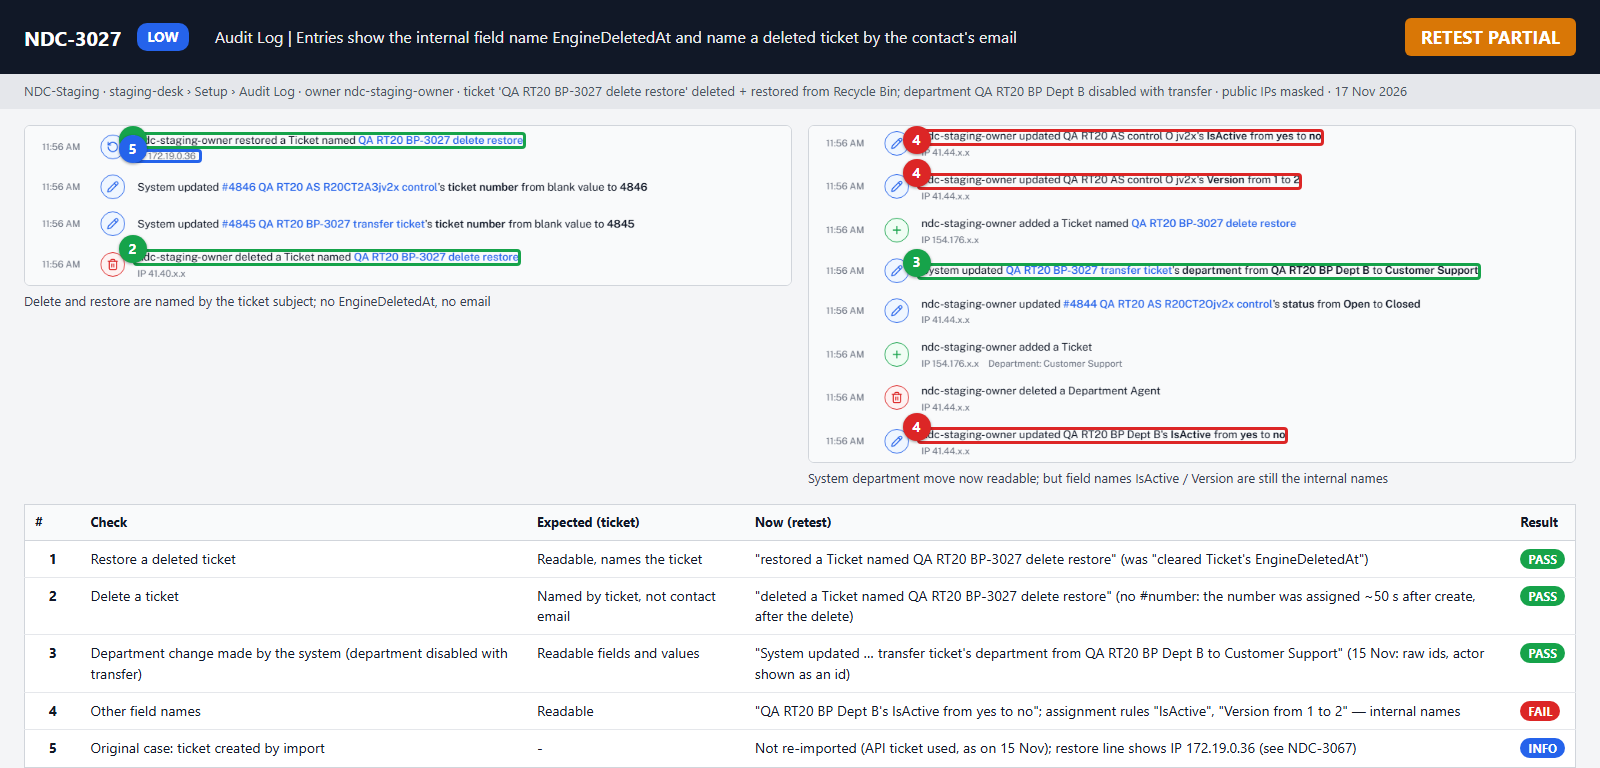 NDC-3027 LOW Audit Log | Entries show the internal field name EngineDeletedAt and name a deleted ticket by the contact's email RETEST PARTIAL
NDC-Staging · staging-desk › Setup › Audit Log · owner ndc-staging-owner · ticket 'QA RT20 BP-3027 delete restore' deleted + restored from Recycle Bin; department QA RT20 BP Dept B disabled with transfer · public IPs masked · 17 Nov 2026
11:56 AM ndc-staging-owner restored a Ticket named QA RT20 BP-3027 delete restore
5 172.19.0.36
11:56 AM System updated #4846 QA RT20 AS R20CT2A3jv2x control's ticket number from blank value to 4846
11:56 AM System updated #4845 QA RT20 BP-3027 transfer ticket's ticket number from blank value to 4845
2
11:56 AM ndc-staging-owner deleted a Ticket named QA RT20 BP-3027 delete restore
IP 41.40.x.x
Delete and restore are named by the ticket subject; no EngineDeletedAt, no email
4
11:56 AM ndc-staging-owner updated QA RT20 AS control O jv2x's IsActive from yes to no
IP 41.44.x.x
4
11:56 AM ndc-staging-owner updated QA RT20 AS control O jv2x's Version from 1 to 2
IP 41.44.x.x
11:56 AM ndc-staging-owner added a Ticket named QA RT20 BP-3027 delete restore
IP 154.176.x.x
3
11:56 AM System updated QA RT20 BP-3027 transfer ticket's department from QA RT20 BP Dept B to Customer Support
11:56 AM ndc-staging-owner updated #4844 QA RT20 AS R20CT2Ojv2x control's status from Open to Closed
IP 41.44.x.x
11:56 AM ndc-staging-owner added a Ticket
IP 154.176.x.x Department: Customer Support
11:56 AM ndc-staging-owner deleted a Department Agent
IP 41.44.x.x
4
11:56 AM ndc-staging-owner updated QA RT20 BP Dept B's IsActive from yes to no
IP 41.44.x.x
System department move now readable; but field names IsActive / Version are still the internal names
# Check Expected (ticket) Now (retest) Result
1 Restore a deleted ticket Readable, names the ticket "restored a Ticket named QA RT20 BP-3027 delete restore" (was "cleared Ticket's EngineDeletedAt") PASS
2 Delete a ticket Named by ticket, not contact email "deleted a Ticket named QA RT20 BP-3027 delete restore" (no #number: the number was assigned ~50 s after create, after the delete) PASS
3 Department change made by the system (department disabled with transfer) Readable fields and values "System updated ... transfer ticket's department from QA RT20 BP Dept B to Customer Support" (15 Nov: raw ids, actor shown as an id) PASS
4 Other field names Readable "QA RT20 BP Dept B's IsActive from yes to no"; assignment rules "IsActive", "Version from 1 to 2" — internal names FAIL
5 Original case: ticket created by import - Not re-imported (API ticket used, as on 15 Nov); restore line shows IP 172.19.0.36 (see NDC-3067) INFO